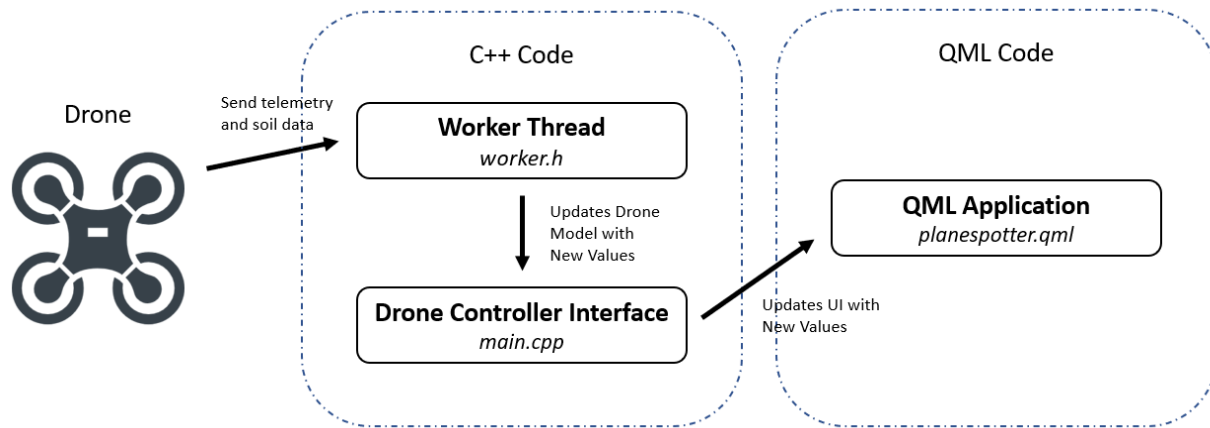 Drone
Send telemetry
and soil data
C++ Code
Worker Thread
worker.h
Updates Drone
Model with
New Values
Drone Controller Interface
main.cpp
Updates UI with
New Values
QML Code
QML Application
planespotter.qml